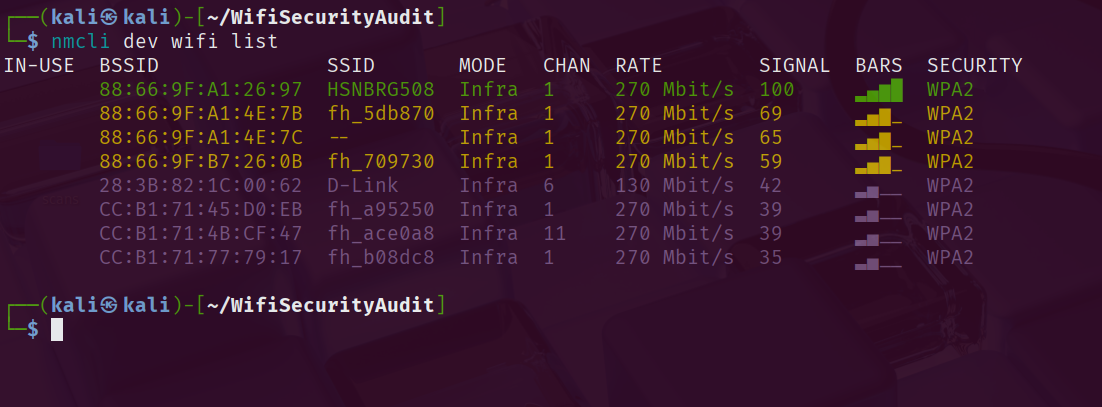 ┌──(kali㉿kali)-[~/WifiSecurityAudit]
└─$ nmcli dev wifi list
IN-USE  BSSID              SSID       MODE   CHAN  RATE        SIGNAL  BARS  SECURITY
        88:66:9F:A1:26:97  HSNBRG508  Infra  1     270 Mbit/s  100     ▂▄▆█  WPA2
        88:66:9F:A1:4E:7B  fh_5db870  Infra  1     270 Mbit/s  69      ▂▄▆_  WPA2
        88:66:9F:A1:4E:7C  --         Infra  1     270 Mbit/s  65      ▂▄▆_  WPA2
        88:66:9F:B7:26:0B  fh_709730  Infra  1     270 Mbit/s  59      ▂▄▆_  WPA2
        28:3B:82:1C:00:62  D-Link     Infra  6     130 Mbit/s  42      ▂▄__  WPA2
        CC:B1:71:45:D0:EB  fh_a95250  Infra  1     270 Mbit/s  39      ▂▄__  WPA2
        CC:B1:71:4B:CF:47  fh_ace0a8  Infra  11    270 Mbit/s  39      ▂▄__  WPA2
        CC:B1:71:77:79:17  fh_b08dc8  Infra  1     270 Mbit/s  35      ▂▄__  WPA2
┌──(kali㉿kali)-[~/WifiSecurityAudit]
└─$